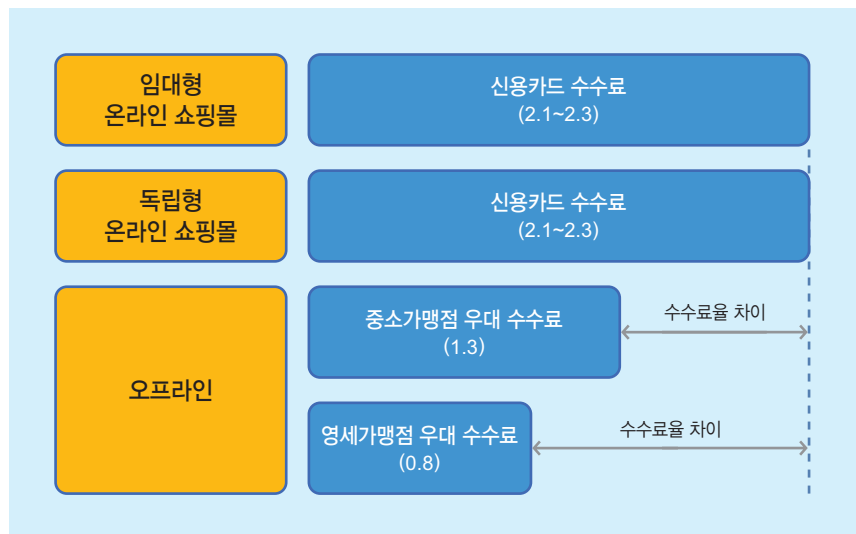 임대형
온라인 쇼핑몰
신용카드 수수료
(2.1~2.3)
독립형
온라인 쇼핑몰
신용카드 수수료
(2.1~2.3)
오프라인
중소가맹점 우대 수수료
(1.3)
수수료율 차이
영세가맹점 우대 수수료
(0.8)
수수료율 차이